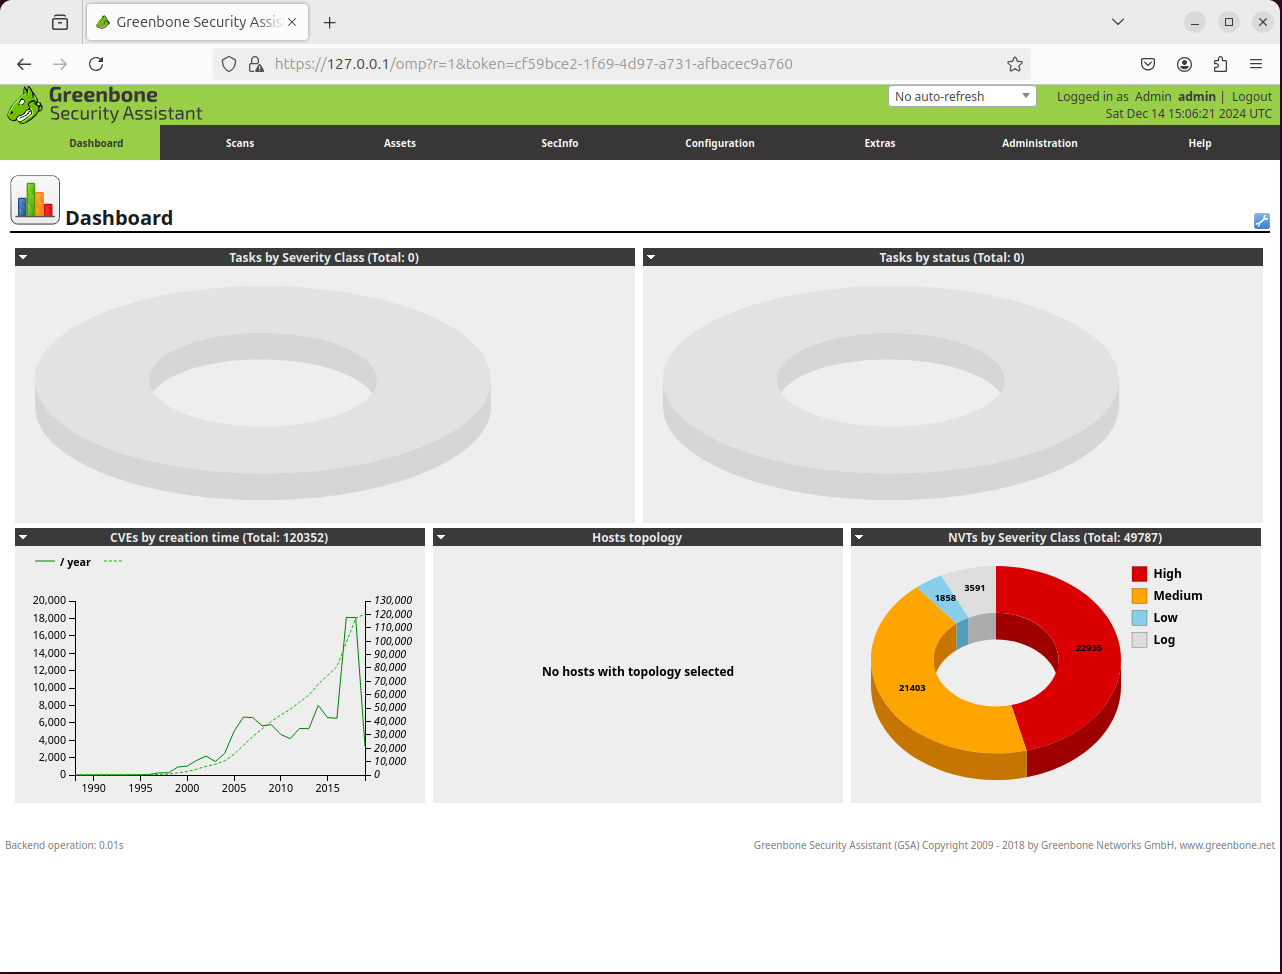 Greenbone Security Assis
https://127.0.0.1/omp?r=1&token=cf59bce2-1f69-4d97-a731-afbacec9a760
Greenbone
Security Assistant
No auto-refresh
Logged in as Admin admin | Logout
Sat Dec 14 15:06:21 2024 UTC
Dashboard Scans Assets SecInfo Configuration Extras Administration Help
Dashboard
Tasks by Severity Class (Total: 0)
Tasks by status (Total: 0)
CVEs by creation time (Total: 120352)
/ year
20,000
18,000
16,000
14,000
12,000
10,000
8,000
6,000
4,000
2,000
0
130,000
120,000
110,000
100,000
90,000
80,000
70,000
60,000
50,000
40,000
30,000
20,000
10,000
0
1990 1995 2000 2005 2010 2015
Hosts topology
No hosts with topology selected
NVTs by Severity Class (Total: 49787)
3591
1858
22935
21403
High
Medium
Low
Log
Backend operation: 0.01s
Greenbone Security Assistant (GSA) Copyright 2009 - 2018 by Greenbone Networks GmbH, www.greenbone.net